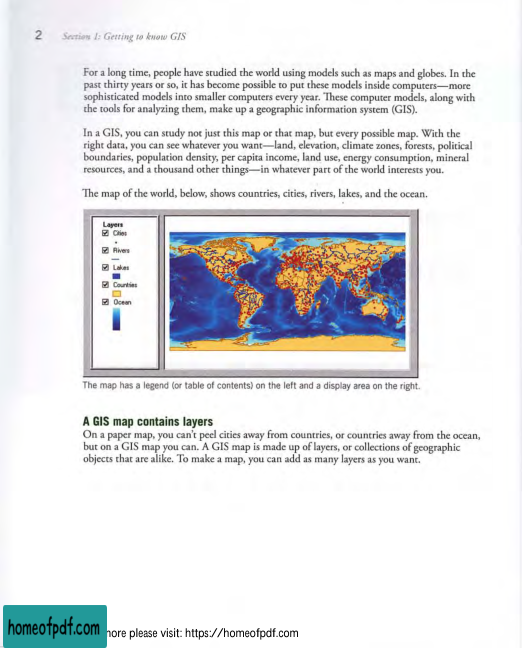 2 Section 1: Getting to know GIS
For a long time, people have studied the world using models such as maps and globes. In the
past thirty years or so, it has become possible to put these models inside computers—more
sophisticated models into smaller computers every year. These computer models, along with
the tools for analyzing them, make up a geographic information system (GIS).
In a GIS, you can study not just this map or that map, but every possible map. With the
right data, you can see whatever you want—land, elevation, climate zones, forests, political
boundaries, population density, per capita income, land use, energy consumption, mineral
resources, and a thousand other things—in whatever part of the world interests you.
The map of the world, below, shows countries, cities, rivers, lakes, and the ocean.
Layers
Cities
Rivers
Lakes
Countries
Ocean
The map has a legend (or table of contents) on the left and a display area on the right.
A GIS map contains layers
On a paper map, you can't peel cities away from countries, or countries away from the ocean,
but on a GIS map you can. A GIS map is made up of layers, or collections of geographic
objects that are alike. To make a map, you can add as many layers as you want.
homeofpdf.com
more please visit: https://homeofpdf.com